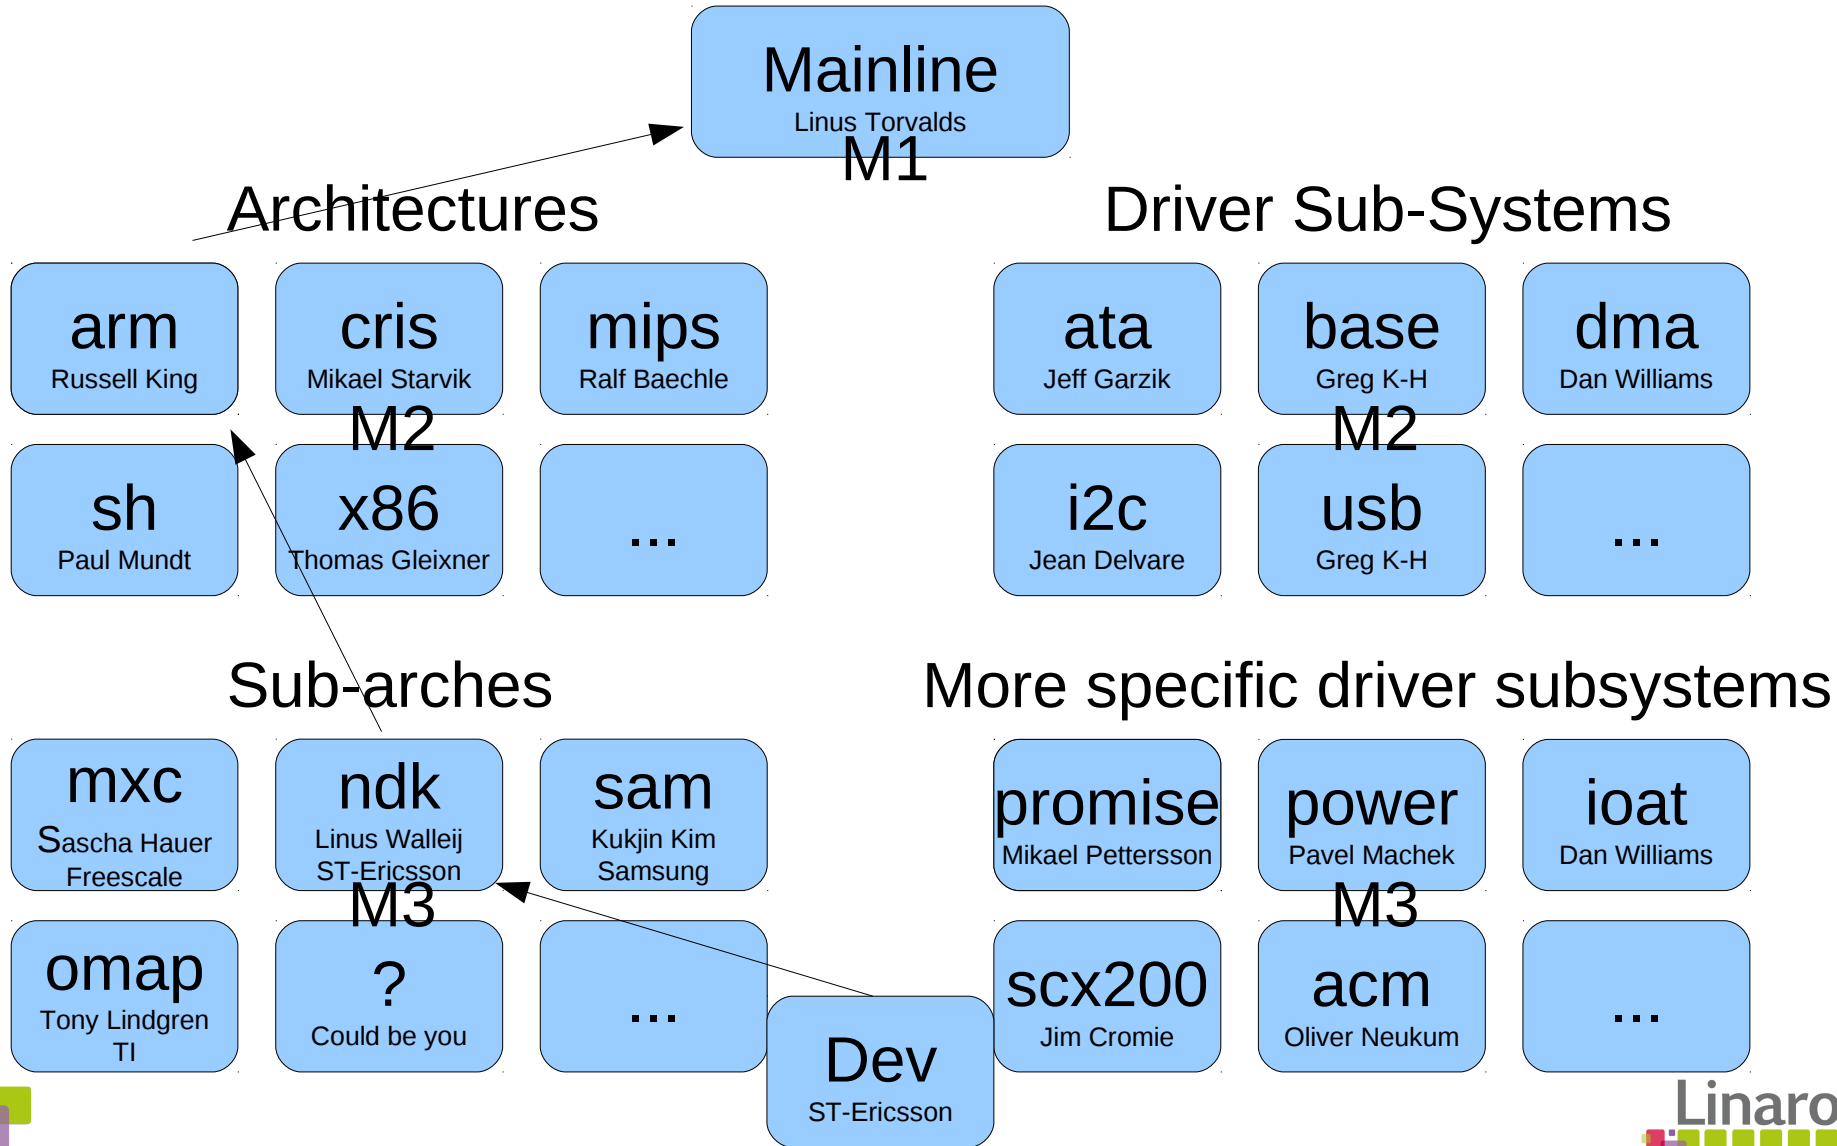 Mainline
Linus Torvalds
M1
Architectures
arm
Russell King
cris
Mikael Starvik
mips
Ralf Baechle
M2
sh
Paul Mundt
x86
Thomas Gleixner
...
Driver Sub-Systems
ata
Jeff Garzik
base
Greg K-H
dma
Dan Williams
M2
i2c
Jean Delvare
usb
Greg K-H
...
Sub-arches
mxc
Sascha Hauer
Freescale
ndk
Linus Walleij
ST-Ericsson
sam
Kukjin Kim
Samsung
M3
omap
Tony Lindgren
TI
?
Could be you
...
More specific driver subsystems
promise
Mikael Pettersson
power
Pavel Machek
ioat
Dan Williams
M3
scx200
Jim Cromie
acm
Oliver Neukum
...
Dev
ST-Ericsson
Linaro